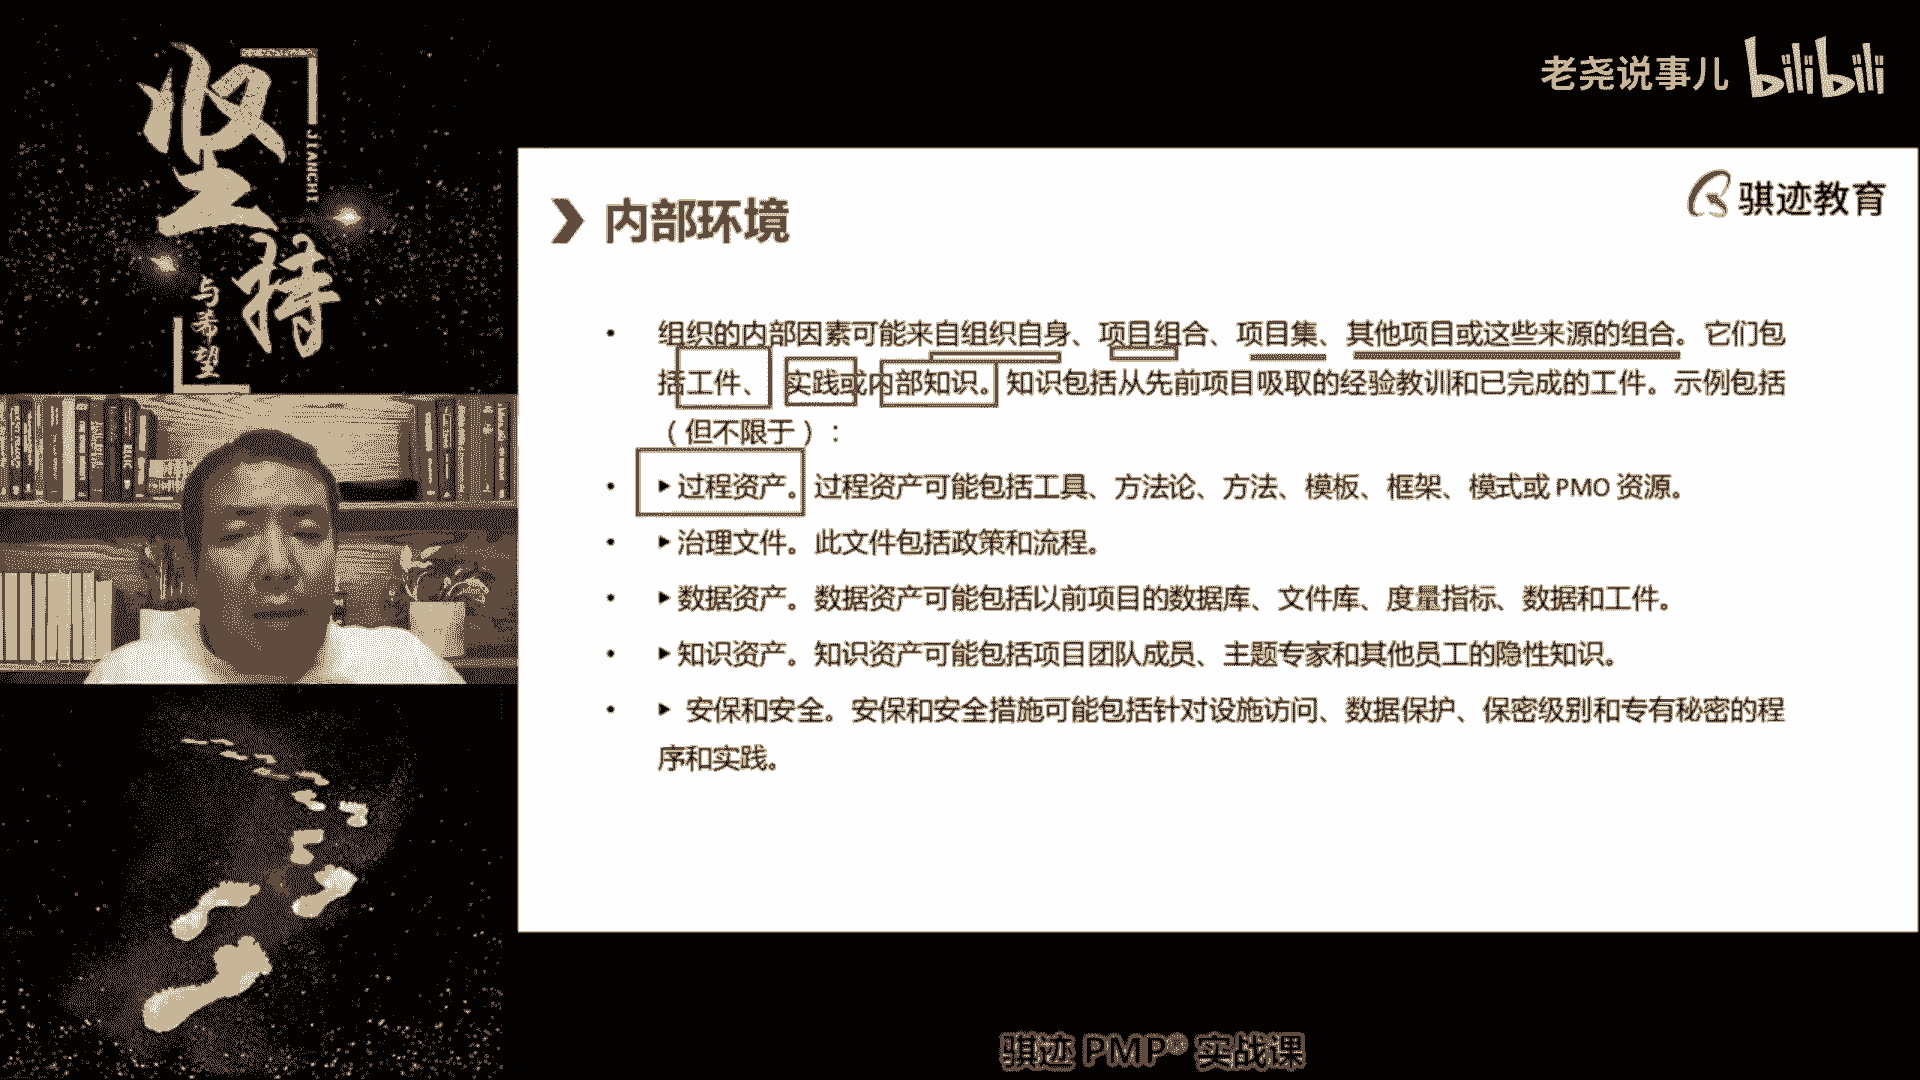 老尧说事儿 bilibili
坚持
JIANCHI
与希望
骐迹教育
内部环境
• 组织的内部因素可能来自组织自身、项目组合、项目集、其他项目或这些来源的组合。它们包
括工件、 实践或内部知识。知识包括从先前项目吸取的经验教训和已完成的工件。示例包括
（但不限于）：
• ▶过程资产。过程资产可能包括工具、方法论、方法、模板、框架、模式或 PMO 资源。
• ▶治理文件。此文件包括政策和流程。
• ▶数据资产。数据资产可能包括以前项目的数据库、文件库、度量指标、数据和工件。
• ▶知识资产。知识资产可能包括项目团队成员、主题专家和其他员工的隐性知识。
• ▶ 安保和安全。安保和安全措施可能包括针对设施访问、数据保护、保密级别和专有秘密的程
序和实践。
骐迹 PMP® 实战课